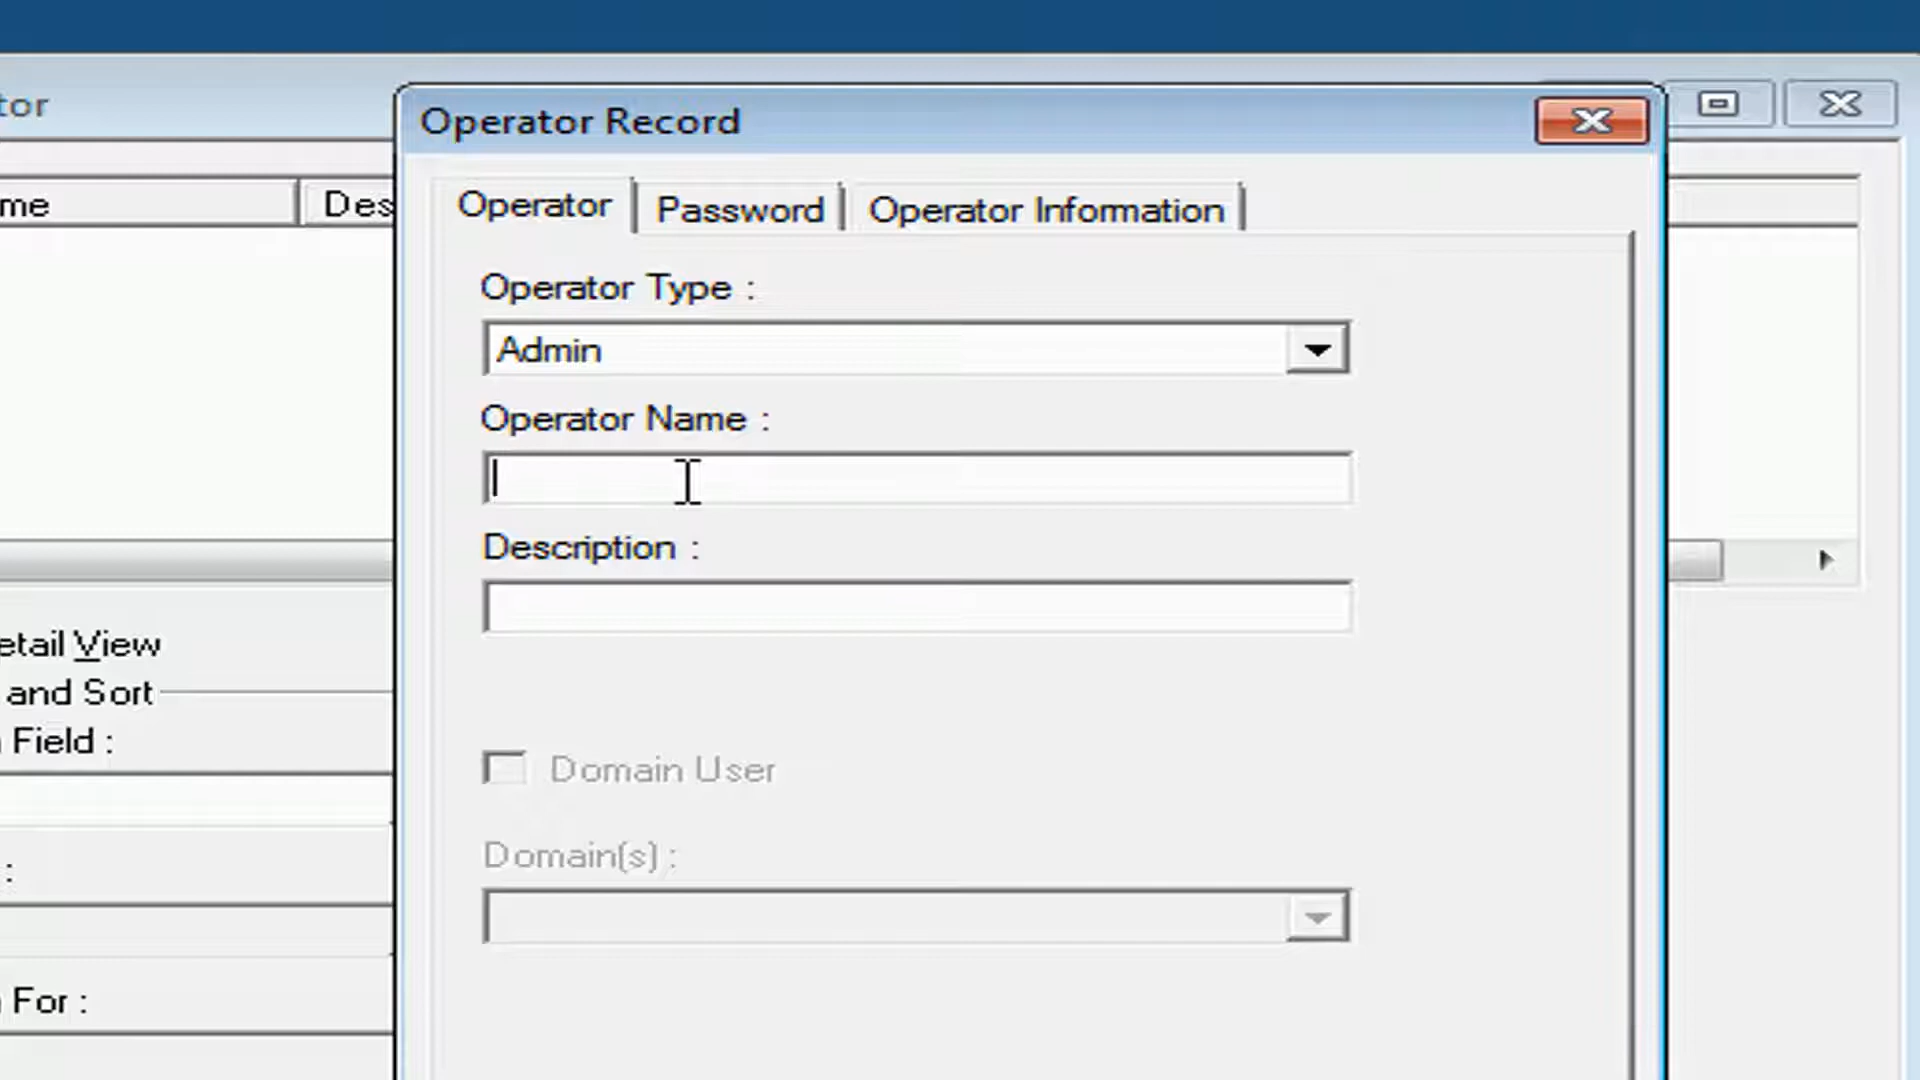 tor
Operator Record
me
Des
Operator
Password
Operator Information
Operator Type :
Admin
Operator Name :
Description :
etail View
and Sort
Field :
Domain User
Domain(s) :
:
For :